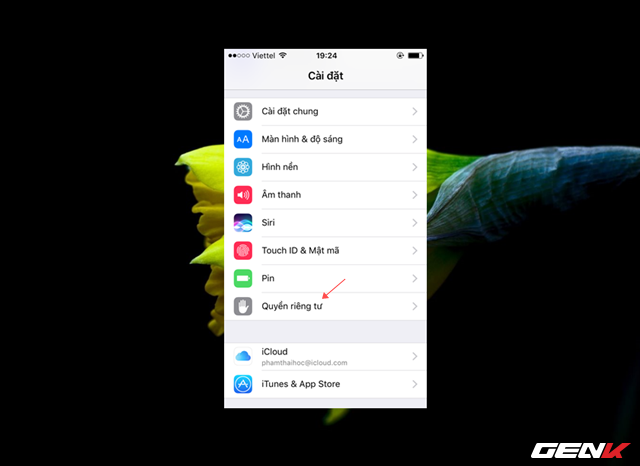 Viettel 19:24
Cài đặt
Cài đặt chung
AA Màn hình & độ sáng
Hình nền
Âm thanh
Siri
Touch ID & Mật mã
Pin
Quyền riêng tư
iCloud
phamthaihoc@icloud.com
iTunes & App Store
GENK